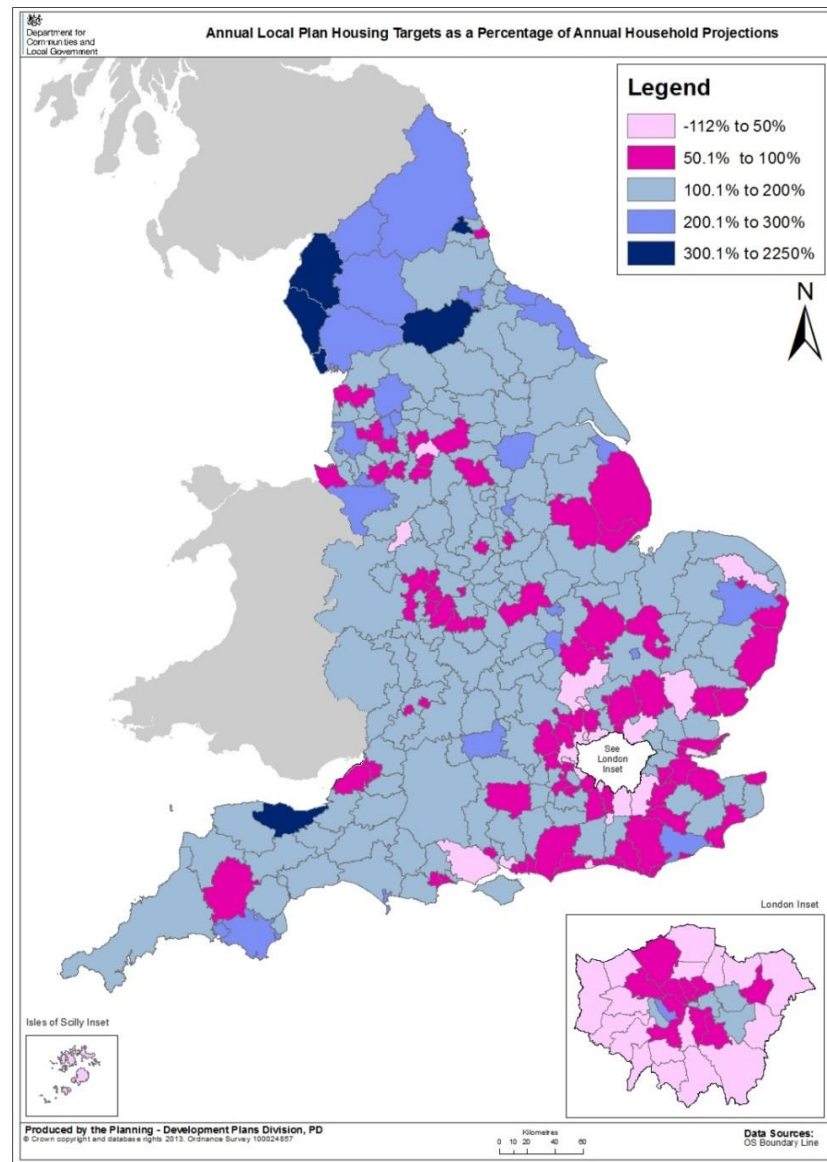 Department for
Communities and
Local Government
Annual Local Plan Housing Targets as a Percentage of Annual Household Projections
Legend
-112% to 50%
50.1% to 100%
100.1% to 200%
200.1% to 300%
300.1% to 2250%
N
See
London
Inset
London Inset
Isles of Scilly Inset
Produced by the Planning - Development Plans Division, PD
© Crown copyright and database rights 2013. Ordnance Survey 100024857
Kilometres
0 10 20 40 60
Data Sources:
OS Boundary Line